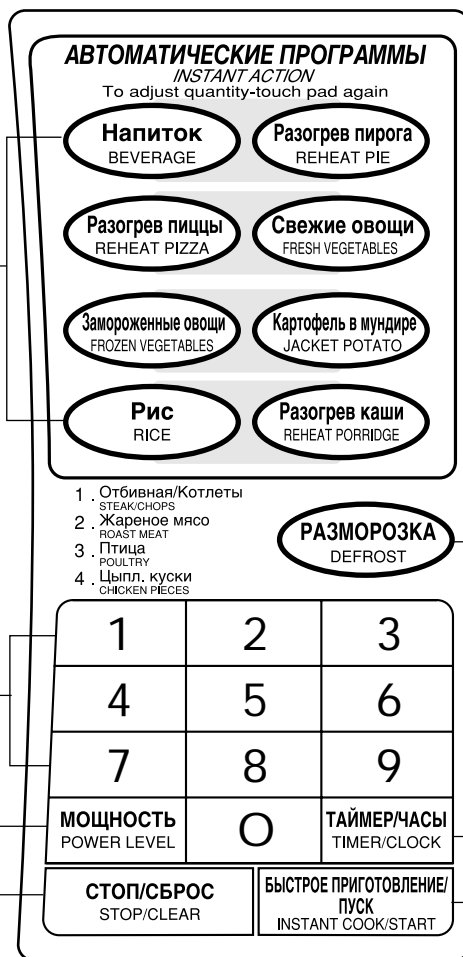 АВТОМАТИЧЕСКИЕ ПРОГРАММЫ
INSTANT ACTION
To adjust quantity-touch pad again
Напиток
BEVERAGE
Разогрев пирога
REHEAT PIE
Разогрев пиццы
REHEAT PIZZA
Свежие овощи
FRESH VEGETABLES
Замороженные овощи
FROZEN VEGETABLES
Картофель в мундире
JACKET POTATO
Рис
RICE
Разогрев каши
REHEAT PORRIDGE
1 . Отбивная/Котлеты
STEAK/CHOPS
2 . Жареное мясо
ROAST MEAT
3 . Птица
POULTRY
4 . Цыпл. куски
CHICKEN PIECES
РАЗМОРОЗКА
DEFROST
1 2 3
4 5 6
7 8 9
МОЩНОСТЬ
POWER LEVEL
0
ТАЙМЕР/ЧАСЫ
TIMER/CLOCK
СТОП/СБРОС
STOP/CLEAR
БЫСТРОЕ ПРИГОТОВЛЕНИЕ/
ПУСК
INSTANT COOK/START